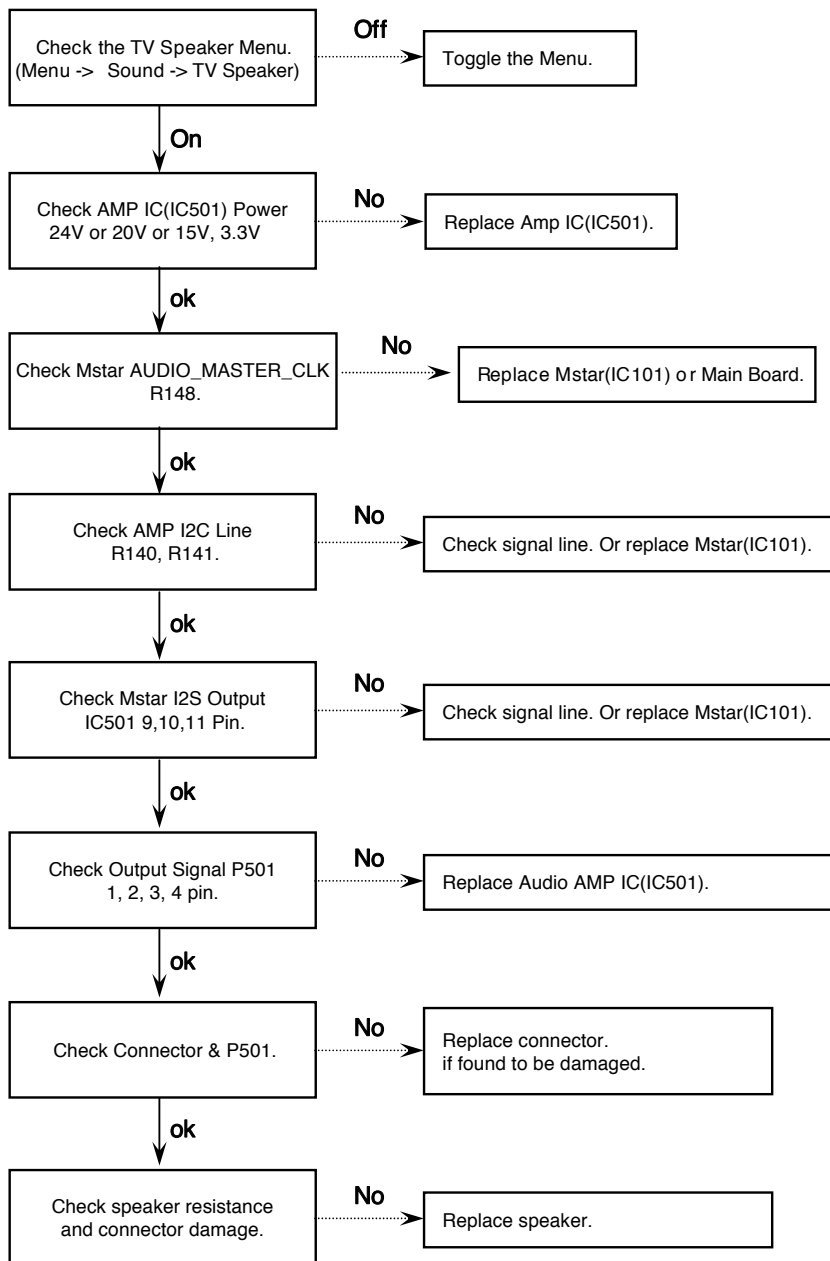 Check the TV Speaker Menu.
(Menu -> Sound -> TV Speaker)
Off
Toggle the Menu.
On
Check AMP IC(IC501) Power
24V or 20V or 15V, 3.3V
No
Replace Amp IC(IC501).
ok
Check Mstar AUDIO_MASTER_CLK
R148.
No
Replace Mstar(IC101) or Main Board.
ok
Check AMP I2C Line
R140, R141.
No
Check signal line. Or replace Mstar(IC101).
ok
Check Mstar I2S Output
IC501 9,10,11 Pin.
No
Check signal line. Or replace Mstar(IC101).
ok
Check Output Signal P501
1, 2, 3, 4 pin.
No
Replace Audio AMP IC(IC501).
ok
Check Connector & P501.
No
Replace connector.
if found to be damaged.
ok
Check speaker resistance
and connector damage.
No
Replace speaker.